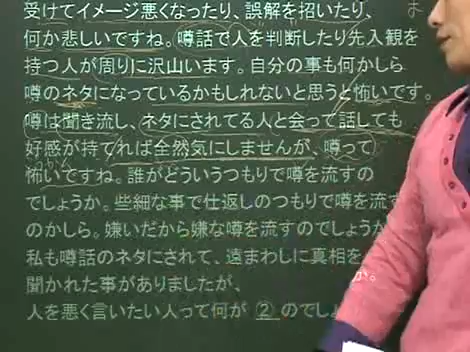 受けてイメージ悪くなったり、誤解を招いたり、
何か悲しいですね。噂話で人を判断したり先入観を
持つ人が周りに沢山います。自分の事も何かしら
噂のネタになっているかもしれないと思うと怖いです。
噂は聞き流し、ネタにされてる人と会って話しても
好感が持てれば全然気にしませんが、噂って
怖いですね。誰がどういうつもりで噂を流すの
でしょうか。些細な事で仕返しのつもりで噂を流す
のかしら。嫌いだから嫌な噂を流すのでしょうか
私も噂話のネタにされて、遠まわしに真相を
聞かれた事がありましたが、
人を悪く言いたい人って何が ② のでしょ